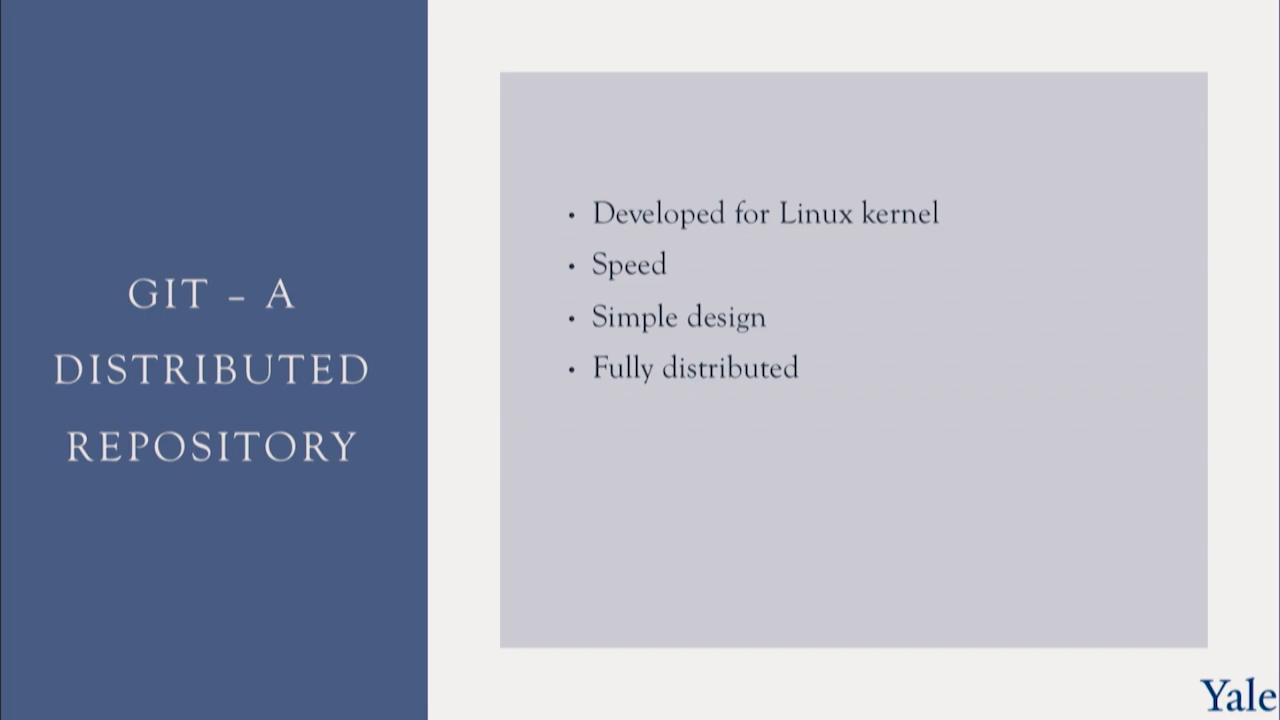 GIT – A
DISTRIBUTED
REPOSITORY
• Developed for Linux kernel
• Speed
• Simple design
• Fully distributed
Yale